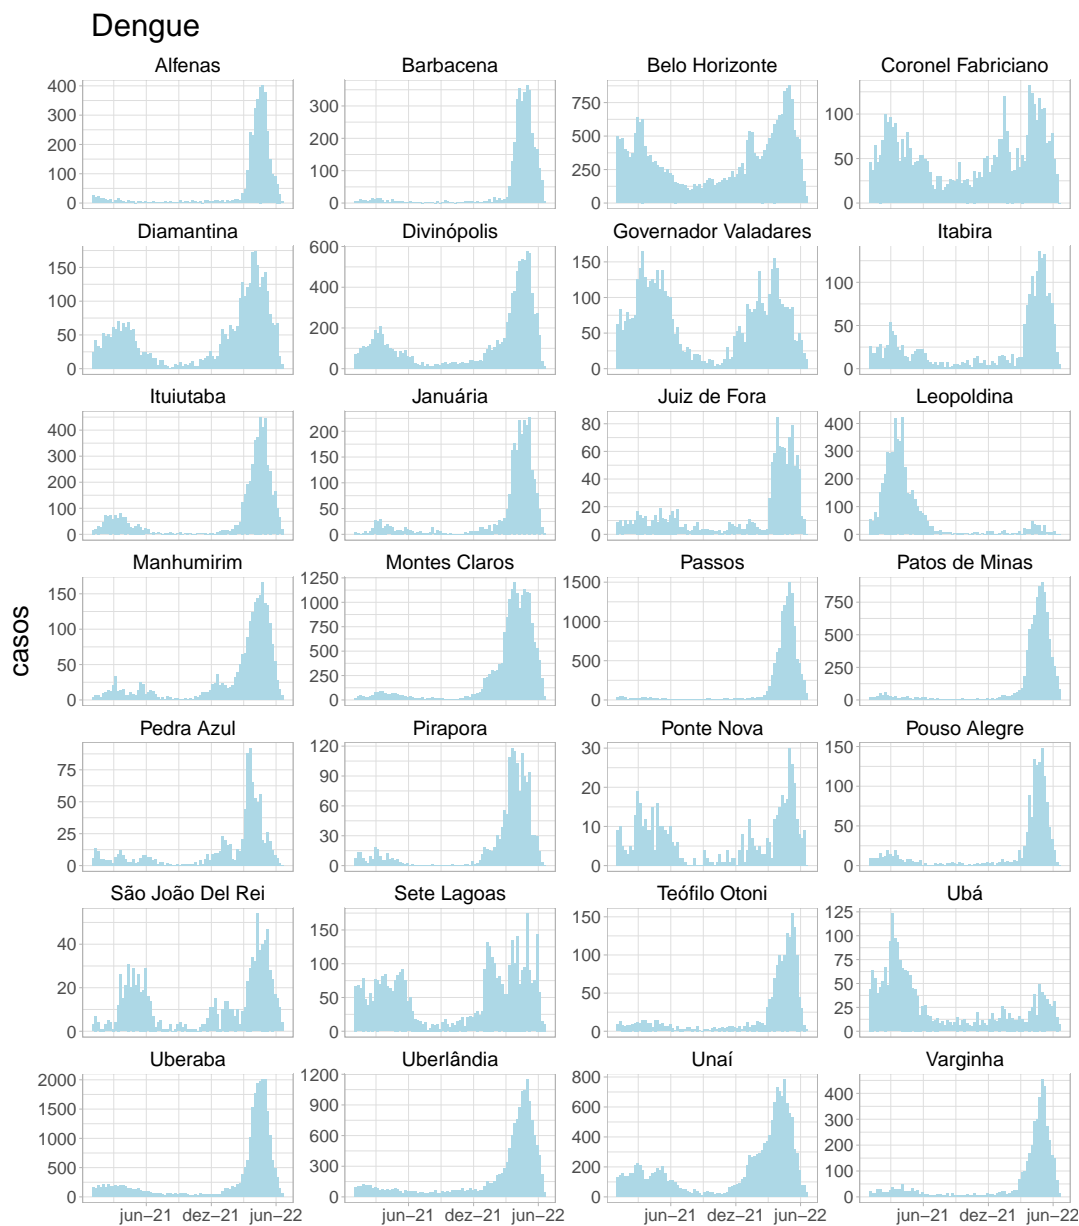 Dengue
Alfenas Barbacena Belo Horizonte Coronel Fabriciano
400 300 200 100 0
300 200 100 0
750 500 250 0
100 50 0
Diamantina Divinópolis Governador Valadares Itabira
150 100 50 0
600 400 200 0
150 100 50 0
100 50 0
Ituiutaba Januária Juiz de Fora Leopoldina
400 300 200 100 0
200 150 100 50 0
80 60 40 20 0
400 300 200 100 0
casos
Manhumirim Montes Claros Passos Patos de Minas
150 100 50 0
1250 1000 750 500 250 0
1500 1000 500 0
750 500 250 0
Pedra Azul Pirapora Ponte Nova Pouso Alegre
75 50 25 0
120 90 60 30 0
30 20 10 0
150 100 50 0
São João Del Rei Sete Lagoas Teófilo Otoni Ubá
40 20 0
150 100 50 0
150 100 50 0
125 100 75 50 25 0
Uberaba Uberlândia Unaí Varginha
2000 1500 1000 500 0
1200 900 600 300 0
800 600 400 200 0
400 300 200 100 0
jun–21 dez–21 jun–22 jun–21 dez–21 jun–22 jun–21 dez–21 jun–22 jun–21 dez–21 jun–22